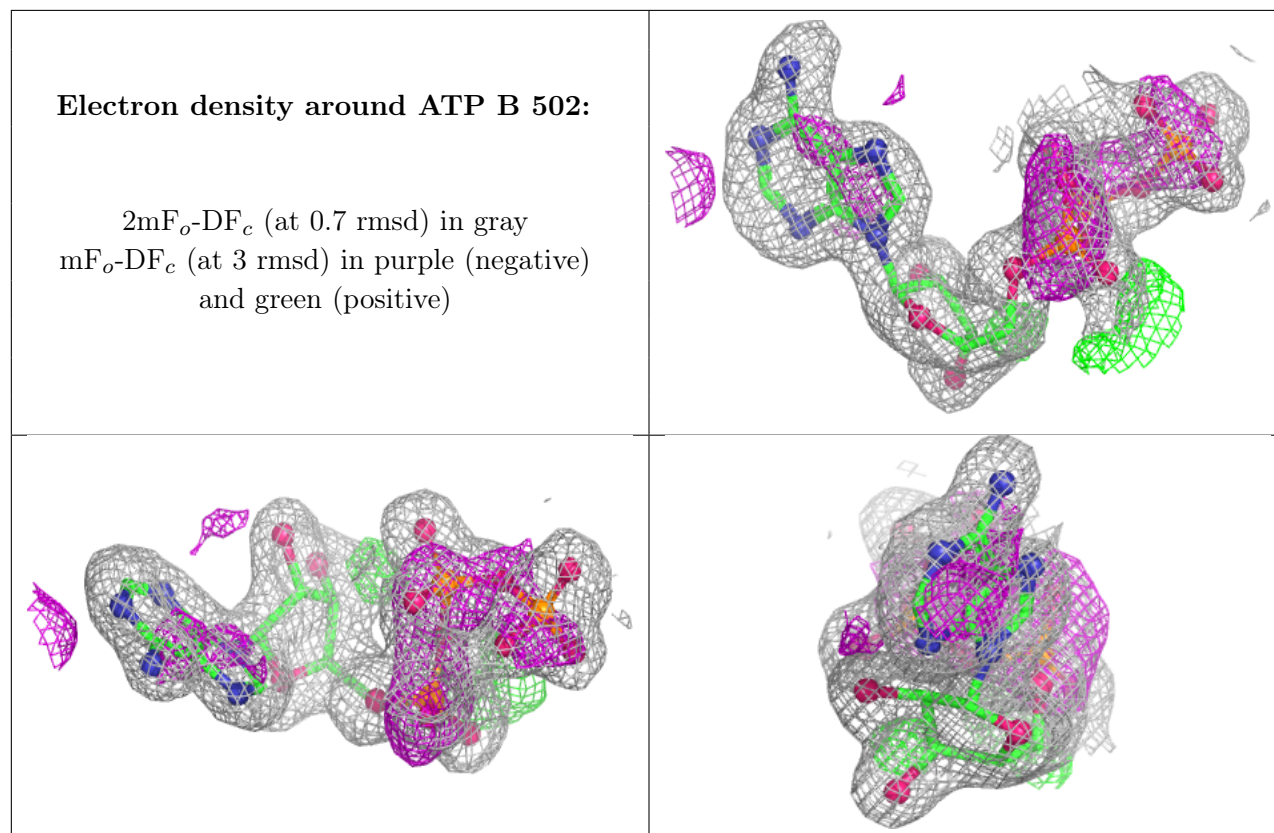 Electron density around ATP B 502:
2mFo-DFc (at 0.7 rmsd) in gray
mFo-DFc (at 3 rmsd) in purple (negative)
and green (positive)